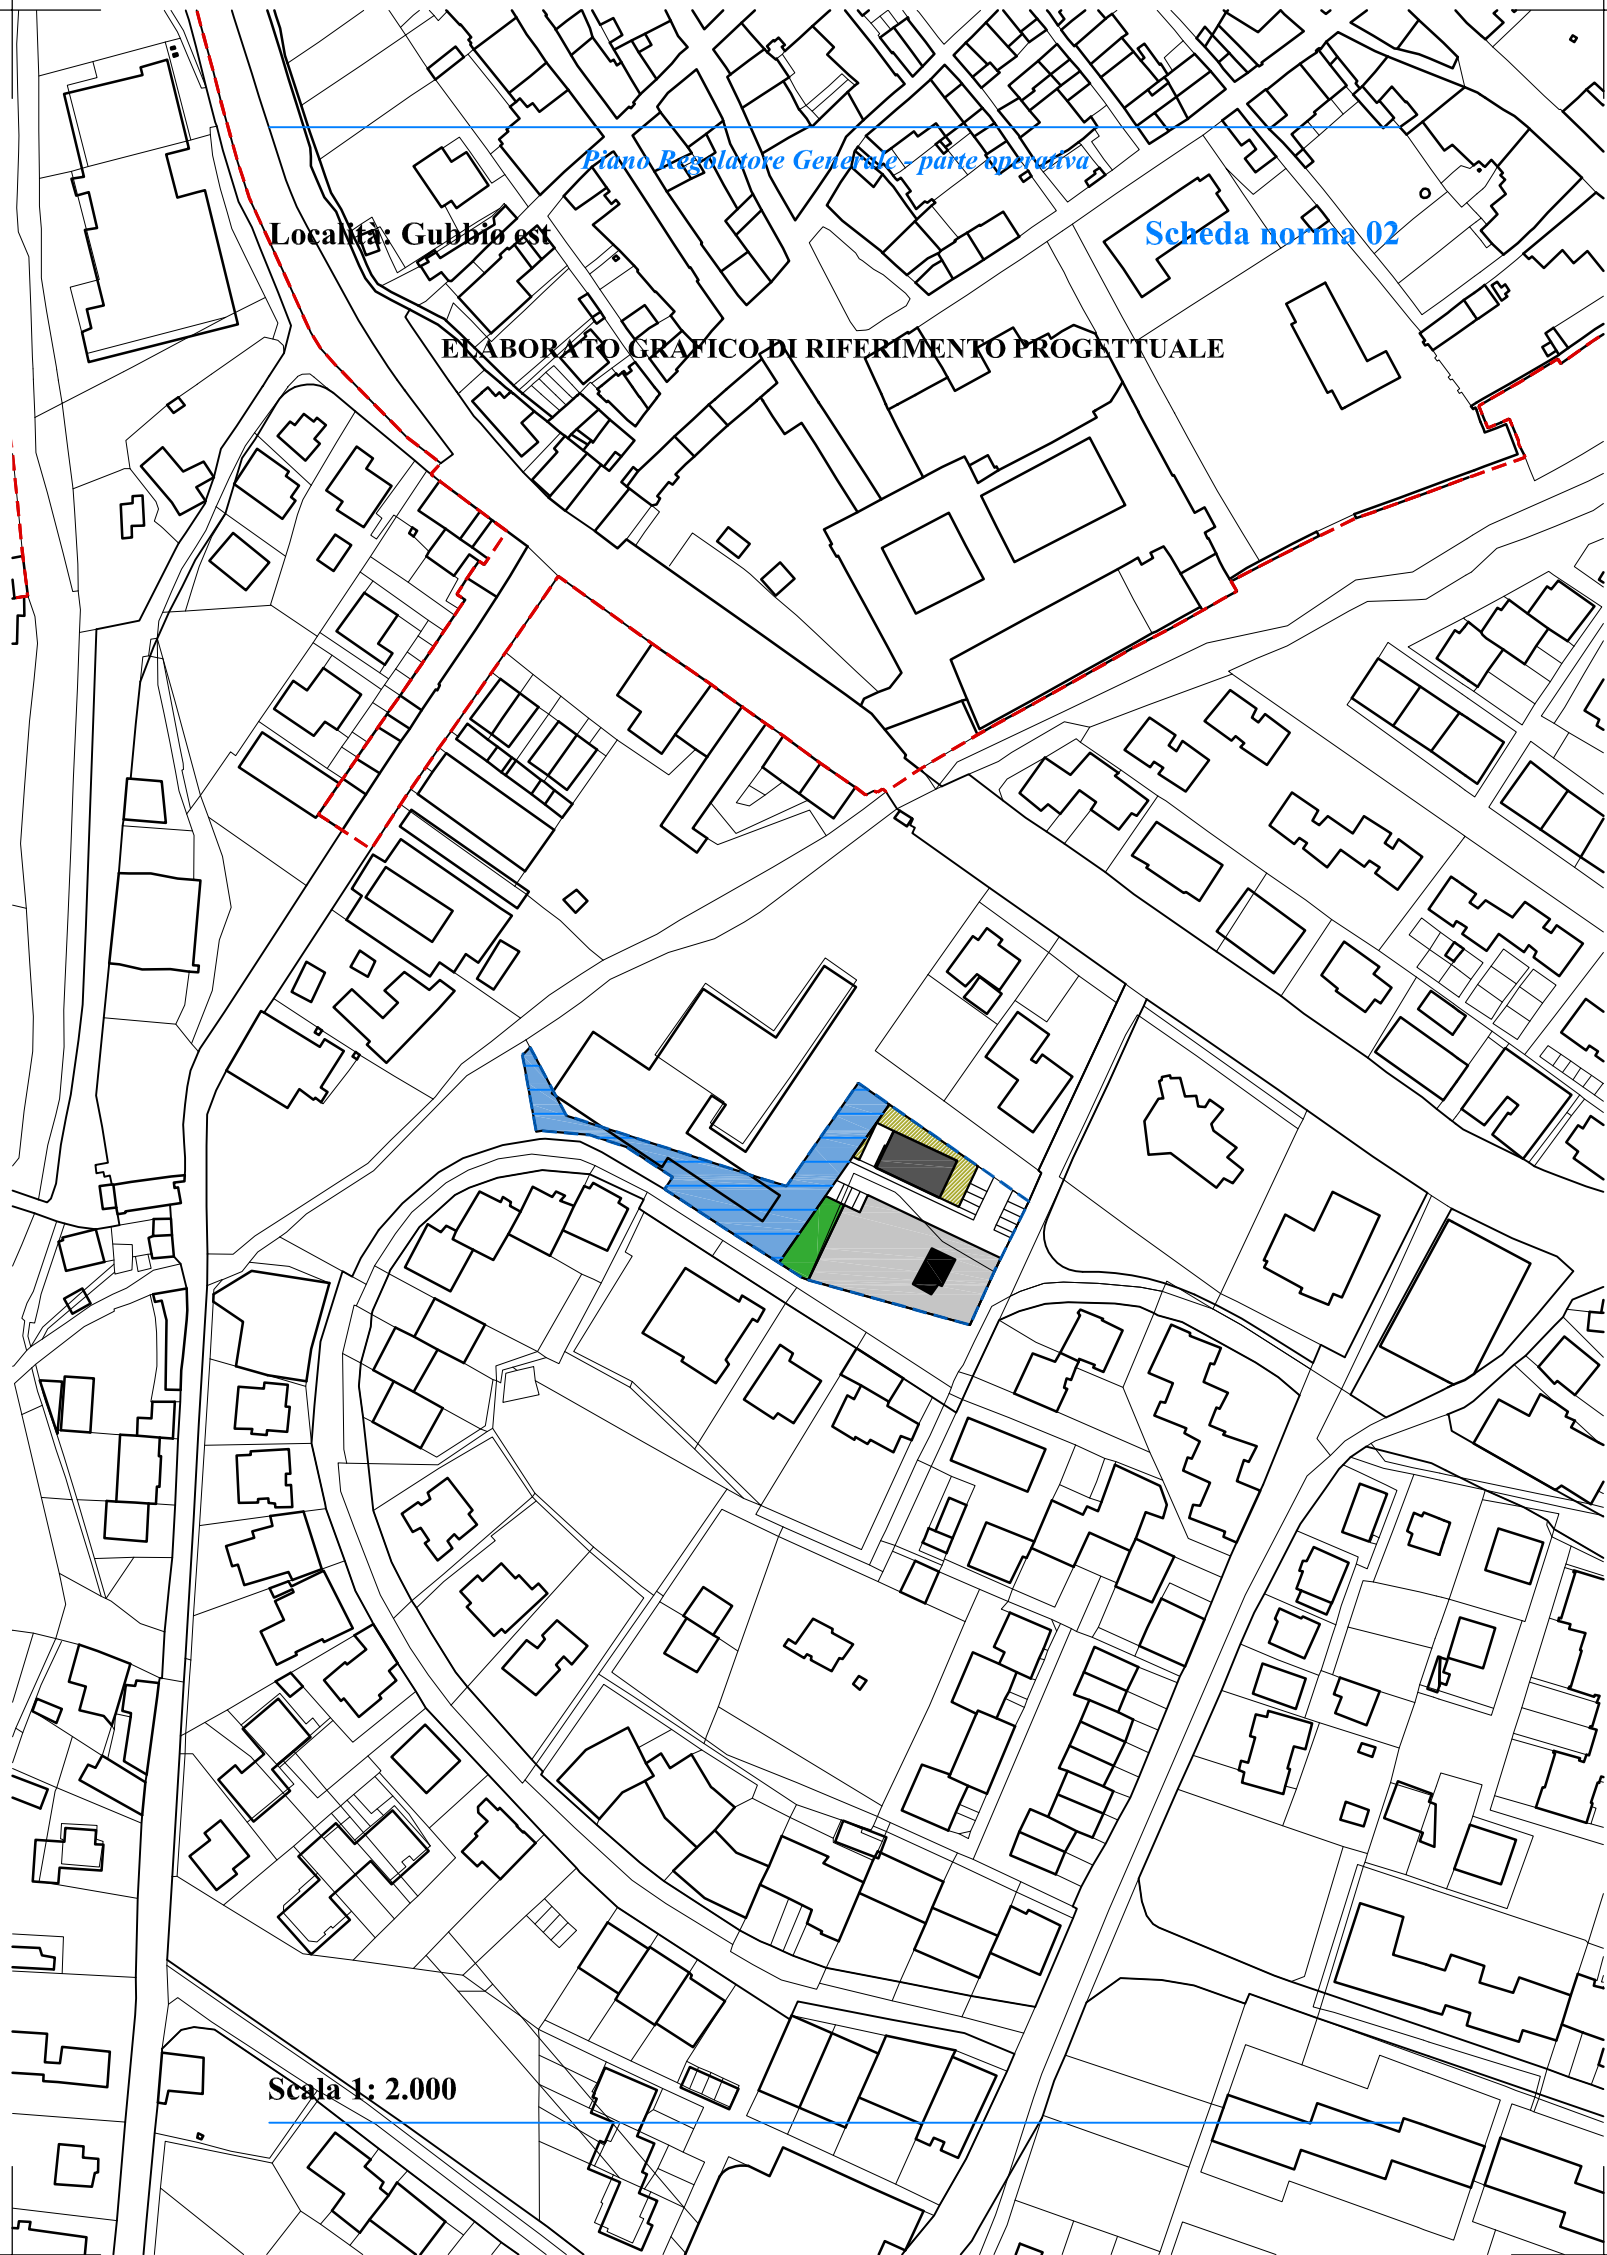 Piano Regolatore Generale - parte operativa
Località: Gubbio est
Scheda norma 02
ELABORATO GRAFICO DI RIFERIMENTO PROGETTUALE
Scala 1: 2.000